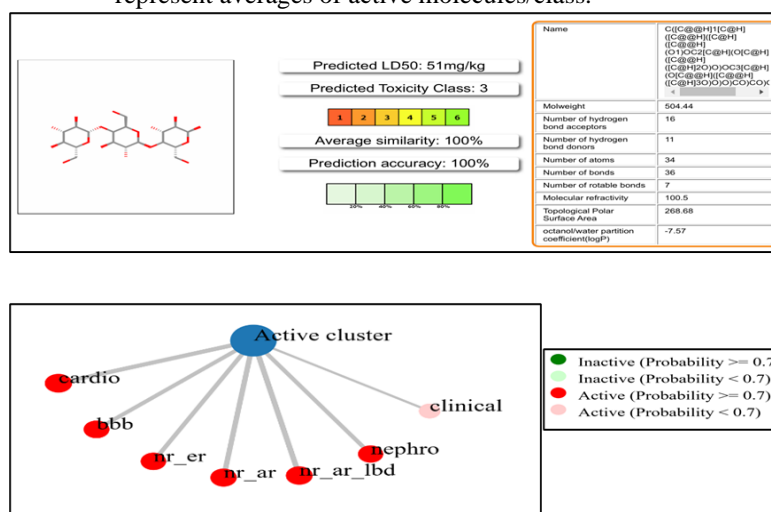 represent averages of active molecules/class.
Predicted LD50: 51mg/kg
Predicted Toxicity Class: 3
1 2 3 4 5 6
Average similarity: 100%
Prediction accuracy: 100%
20% 40% 60% 80%
Name
C([C@@H]1[C@H]
([C@@H]([C@H]
([C@@H]
(O1)OC2[C@H](O[C@H]
([C@@H]
([C@H]2O)O)OC3[C@H]
(O[C@@H]([C@@H]
([C@H]3O)O)O)CO)CO)
Molweight 504.44
Number of hydrogen
bond acceptors 16
Number of hydrogen
bond donors 11
Number of atoms 34
Number of bonds 36
Number of rotable bonds 7
Molecular refractivity 100.5
Topological Polar
Surface Area 268.68
octanol/water partition
coefficient(logP) -7.57
Active cluster
cardio
bbb
nr_er
nr_ar
nr_ar_lbd
nephro
clinical
Inactive (Probability >= 0.7
Inactive (Probability < 0.7)
Active (Probability >= 0.7)
Active (Probability < 0.7)